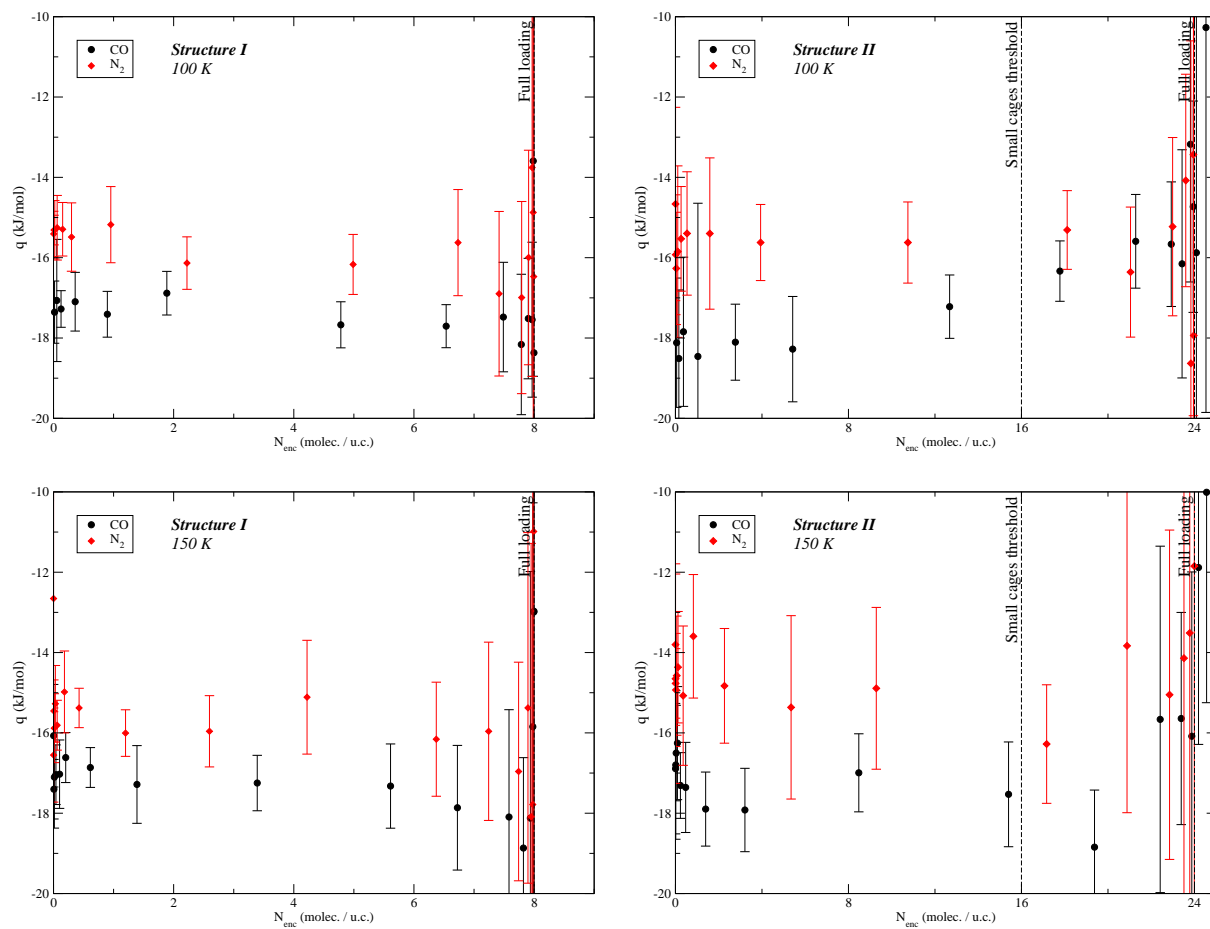 -10
-12
-14
-16
-18
-20
q (kJ/mol)
CO
N2
Structure I
100 K
Full loading
0
2
4
6
8
Nenc (molec. / u.c.)
-10
-12
-14
-16
-18
-20
q (kJ/mol)
CO
N2
Structure II
100 K
Small cages threshold
Full loading
0
8
16
24
Nenc (molec. / u.c.)
-10
-12
-14
-16
-18
-20
q (kJ/mol)
CO
N2
Structure I
150 K
Full loading
0
2
4
6
8
Nenc (molec. / u.c.)
-10
-12
-14
-16
-18
-20
q (kJ/mol)
CO
N2
Structure II
150 K
Small cages threshold
Full loading
0
8
16
24
Nenc (molec. / u.c.)